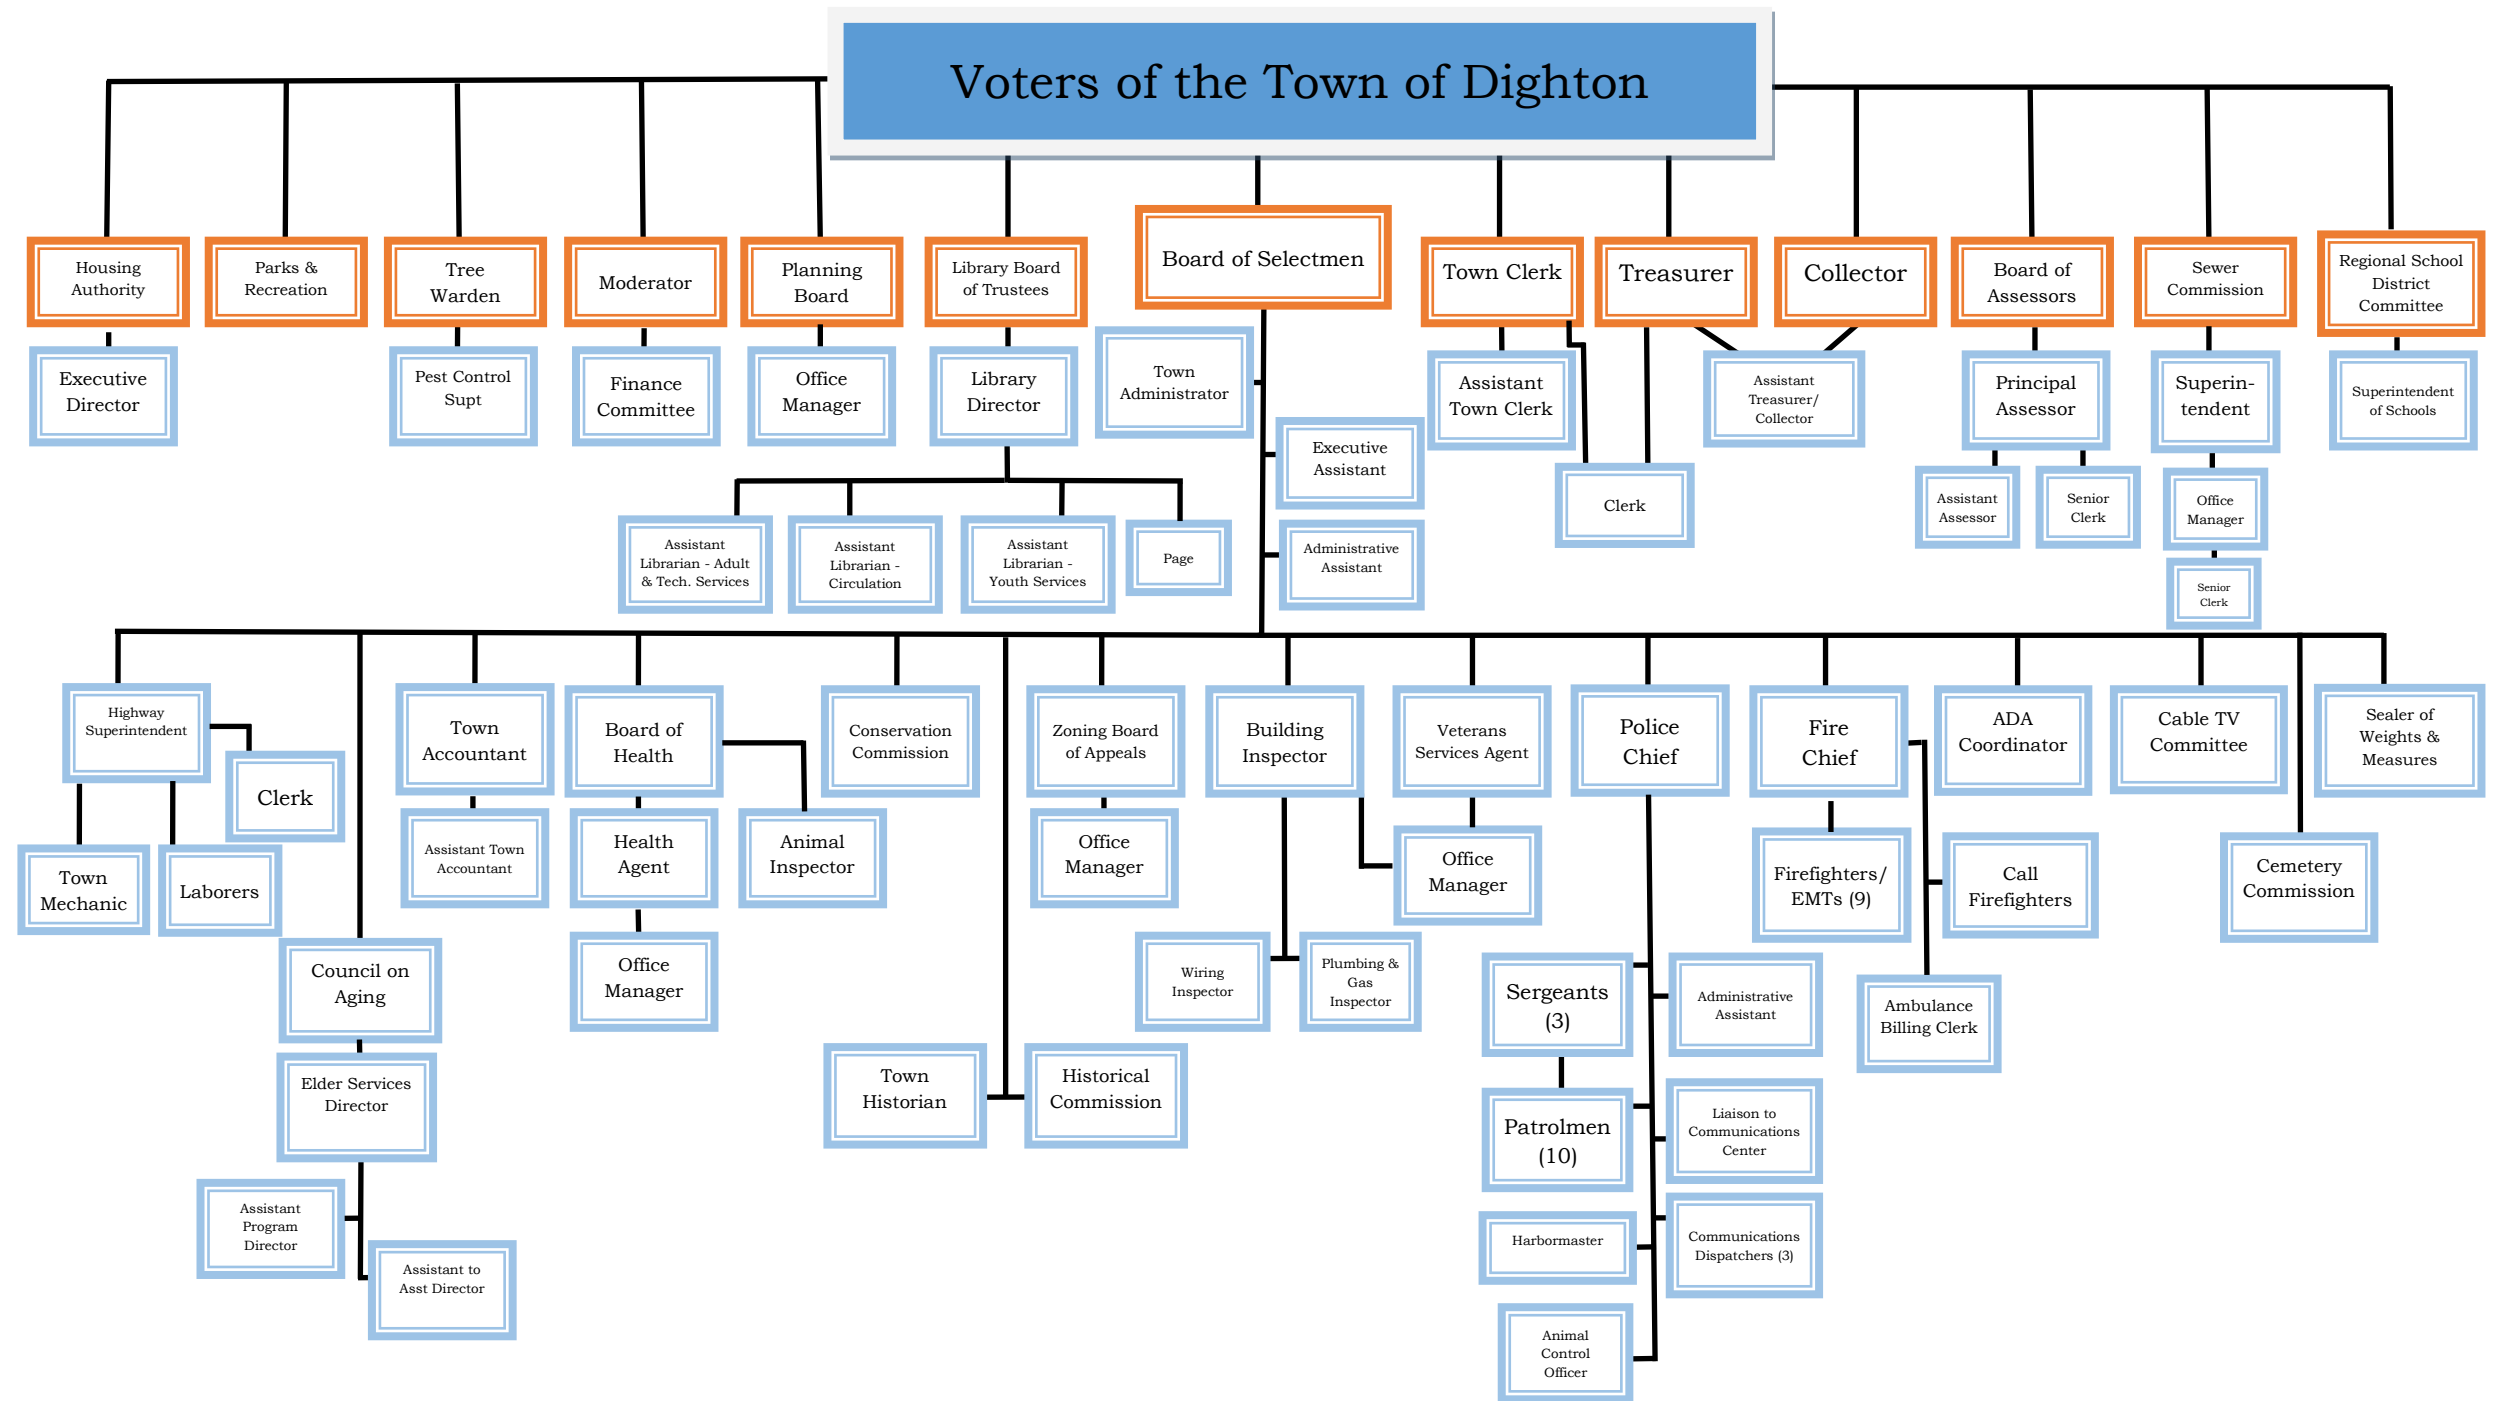 Voters of the Town of Dighton
Housing
Authority
Parks &
Recreation
Tree
Warden
Moderator
Planning
Board
Library Board
of Trustees
Board of Selectmen
Town Clerk
Treasurer
Collector
Board of
Assessors
Sewer
Commission
Regional School
District
Committee
Executive
Director
Pest Control
Supt
Finance
Committee
Office
Manager
Library
Director
Town
Administrator
Executive
Assistant
Administrative
Assistant
Assistant
Town Clerk
Clerk
Assistant
Treasurer/
Collector
Principal
Assessor
Superin-
tendent
Superintendent
of Schools
Assistant
Assessor
Senior
Clerk
Office
Manager
Senior
Clerk
Assistant
Librarian - Adult
& Tech. Services
Assistant
Librarian -
Circulation
Assistant
Librarian -
Youth Services
Page
Highway
Superintendent
Clerk
Town
Mechanic
Laborers
Town
Accountant
Assistant Town
Accountant
Board of
Health
Health
Agent
Animal
Inspector
Office
Manager
Conservation
Commission
Zoning Board
of Appeals
Office
Manager
Building
Inspector
Veterans
Services Agent
Office
Manager
Wiring
Inspector
Plumbing &
Gas
Inspector
Police
Chief
Fire
Chief
ADA
Coordinator
Cable TV
Committee
Sealer of
Weights &
Measures
Firefighters/
EMTs (9)
Call
Firefighters
Cemetery
Commission
Ambulance
Billing Clerk
Council on
Aging
Elder Services
Director
Assistant
Program
Director
Assistant to
Asst Director
Town
Historian
Historical
Commission
Sergeants
(3)
Administrative
Assistant
Patrolmen
(10)
Liaison to
Communications
Center
Harbormaster
Communications
Dispatchers (3)
Animal
Control
Officer